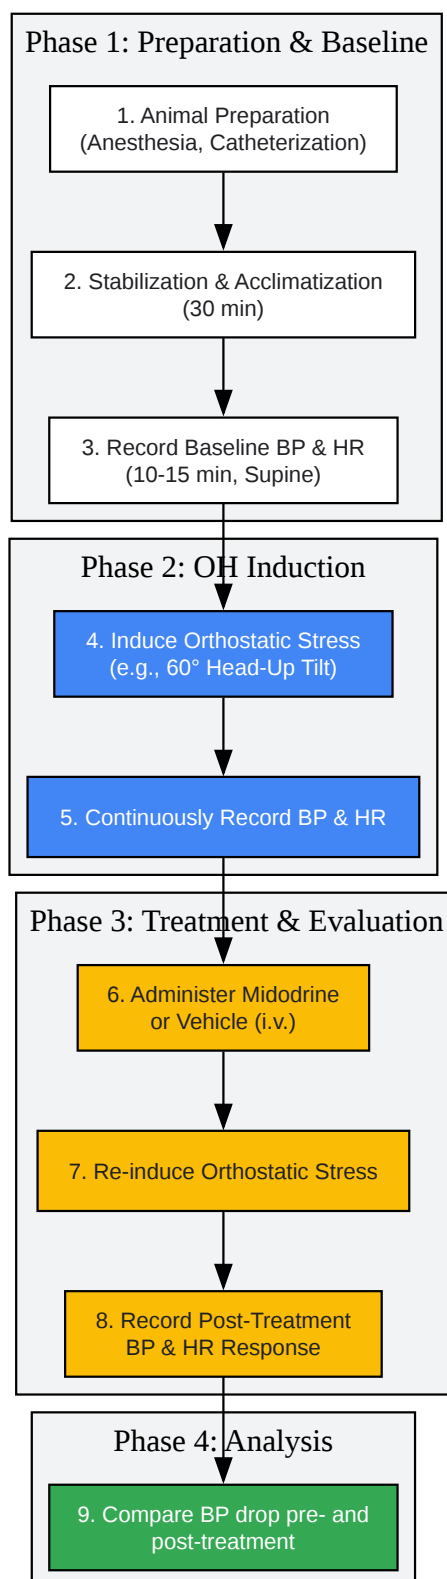 Phase 1: Preparation & Baseline
1. Animal Preparation
(Anesthesia, Catheterization)
2. Stabilization & Acclimatization
(30 min)
3. Record Baseline BP & HR
(10-15 min, Supine)
Phase 2: OH Induction
4. Induce Orthostatic Stress
(e.g., 60° Head-Up Tilt)
5. Continuously Record BP & HR
Phase 3: Treatment & Evaluation
6. Administer Midodrine
or Vehicle (i.v.)
7. Re-induce Orthostatic Stress
8. Record Post-Treatment
BP & HR Response
Phase 4: Analysis
9. Compare BP drop pre- and
post-treatment